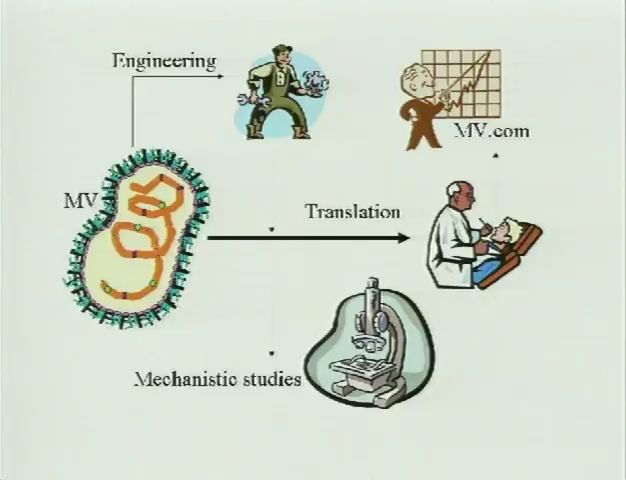 Engineering
MV.com
MV
Translation
Mechanistic studies